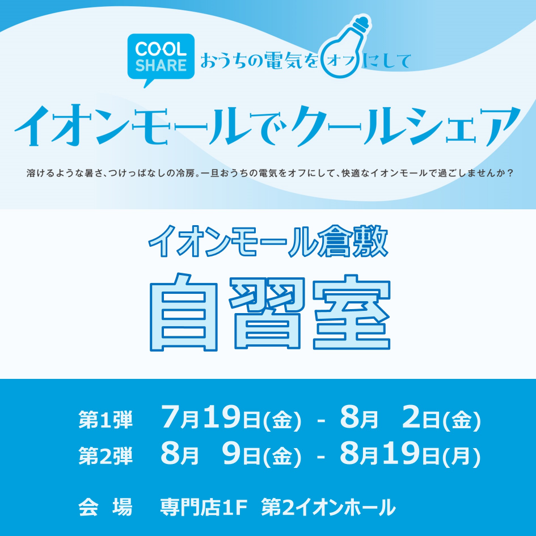 COOL
SHARE
おうちの電気をオフにして
イオンモールでクールシェア
溶けるような暑さ、つけっぱなしの冷房。一旦おうちの電気をオフにして、快適なイオンモールで過ごしませんか？
イオンモール倉敷
自習室
第1弾 7月19日(金) - 8月 2日(金)
第2弾 8月 9日(金) - 8月19日(月)
会 場 専門店1F 第2イオンホール